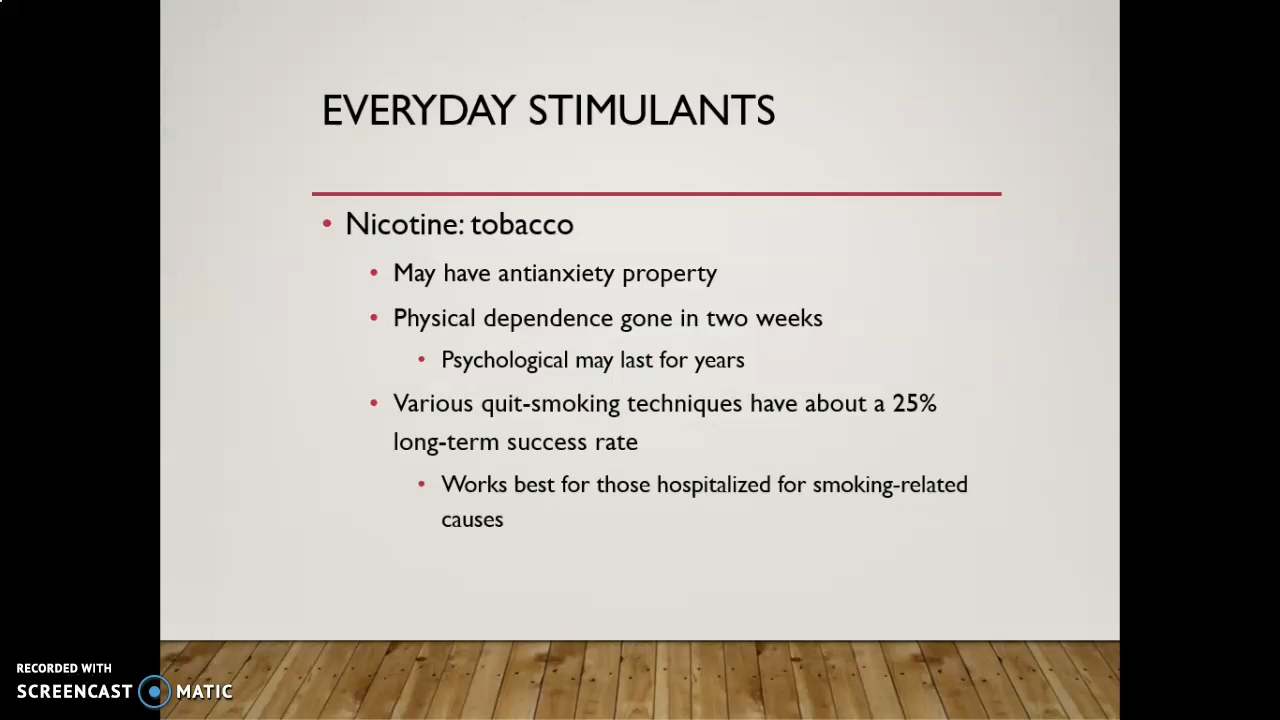 EVERYDAY STIMULANTS
• Nicotine: tobacco
• May have antianxiety property
• Physical dependence gone in two weeks
• Psychological may last for years
• Various quit-smoking techniques have about a 25%
long-term success rate
• Works best for those hospitalized for smoking-related
causes
RECORDED WITH
SCREENCAST MATIC